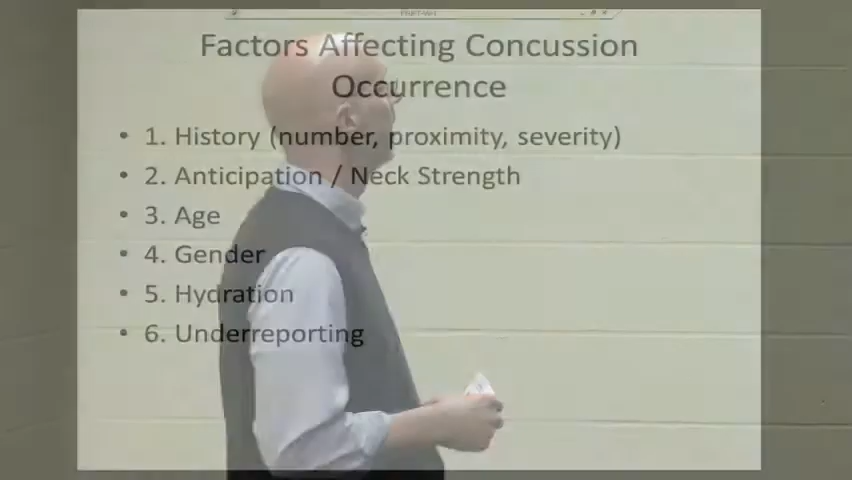 Factors Affecting Concussion
Occurrence
• 1. History (number, proximity, severity)
• 2. Anticipation / Neck Strength
• 3. Age
• 4. Gender
• 5. Hydration
• 6. Underreporting